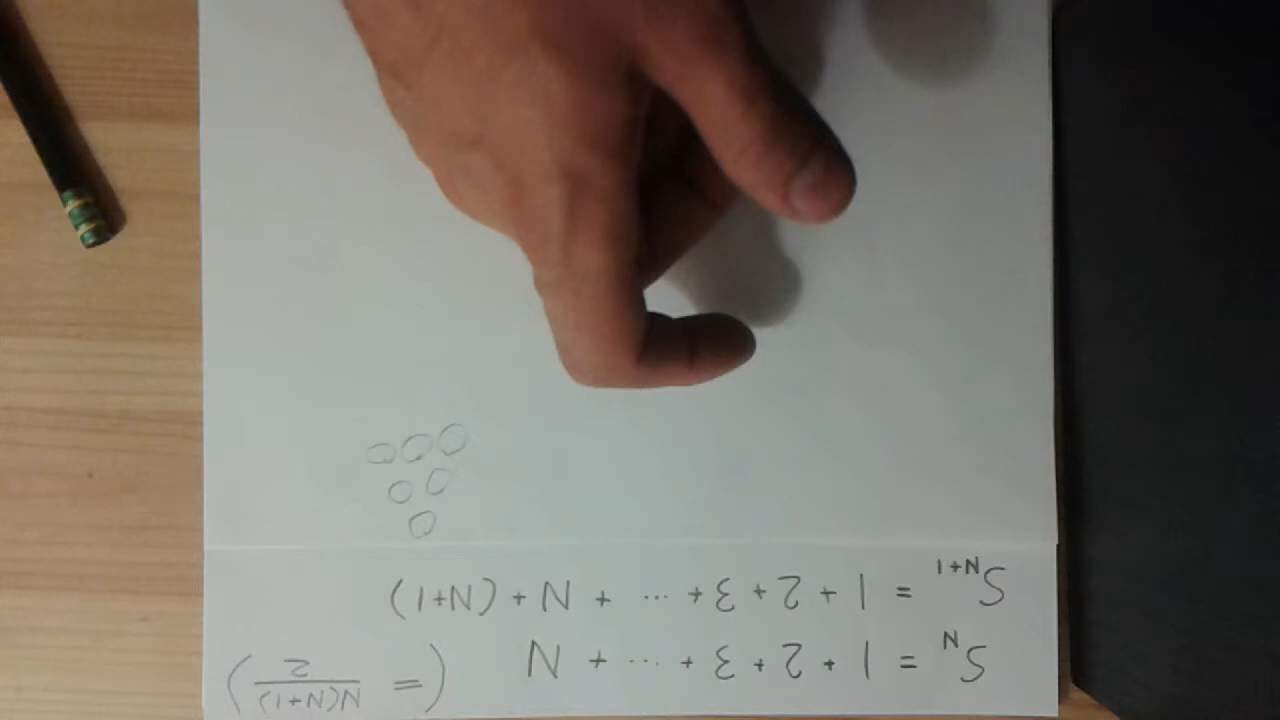 S_N = 1 + 2 + 3 + ... + N (= N(N+1)/2)
S_N+1 = 1 + 2 + 3 + ... + N + (N+1)